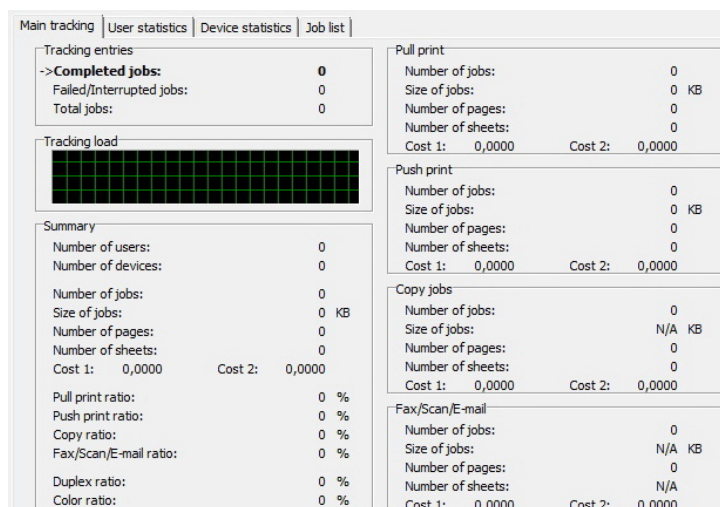 Main tracking User statistics Device statistics Job list
Tracking entries
->Completed jobs: 0
Failed/Interrupted jobs: 0
Total jobs: 0
Tracking load
Summary
Number of users: 0
Number of devices: 0
Number of jobs: 0
Size of jobs: 0 KB
Number of pages: 0
Number of sheets: 0
Cost 1: 0,0000 Cost 2: 0,0000
Pull print ratio: 0 %
Push print ratio: 0 %
Copy ratio: 0 %
Fax/Scan/E-mail ratio: 0 %
Duplex ratio: 0 %
Color ratio: 0 %
Pull print
Number of jobs: 0
Size of jobs: 0 KB
Number of pages: 0
Number of sheets: 0
Cost 1: 0,0000 Cost 2: 0,0000
Push print
Number of jobs: 0
Size of jobs: 0 KB
Number of pages: 0
Number of sheets: 0
Cost 1: 0,0000 Cost 2: 0,0000
Copy jobs
Number of jobs: 0
Size of jobs: N/A KB
Number of pages: 0
Number of sheets: 0
Cost 1: 0,0000 Cost 2: 0,0000
Fax/Scan/E-mail
Number of jobs: 0
Size of jobs: N/A KB
Number of pages: 0
Number of sheets: N/A
Cost 1: 0,0000 Cost 2: 0,0000